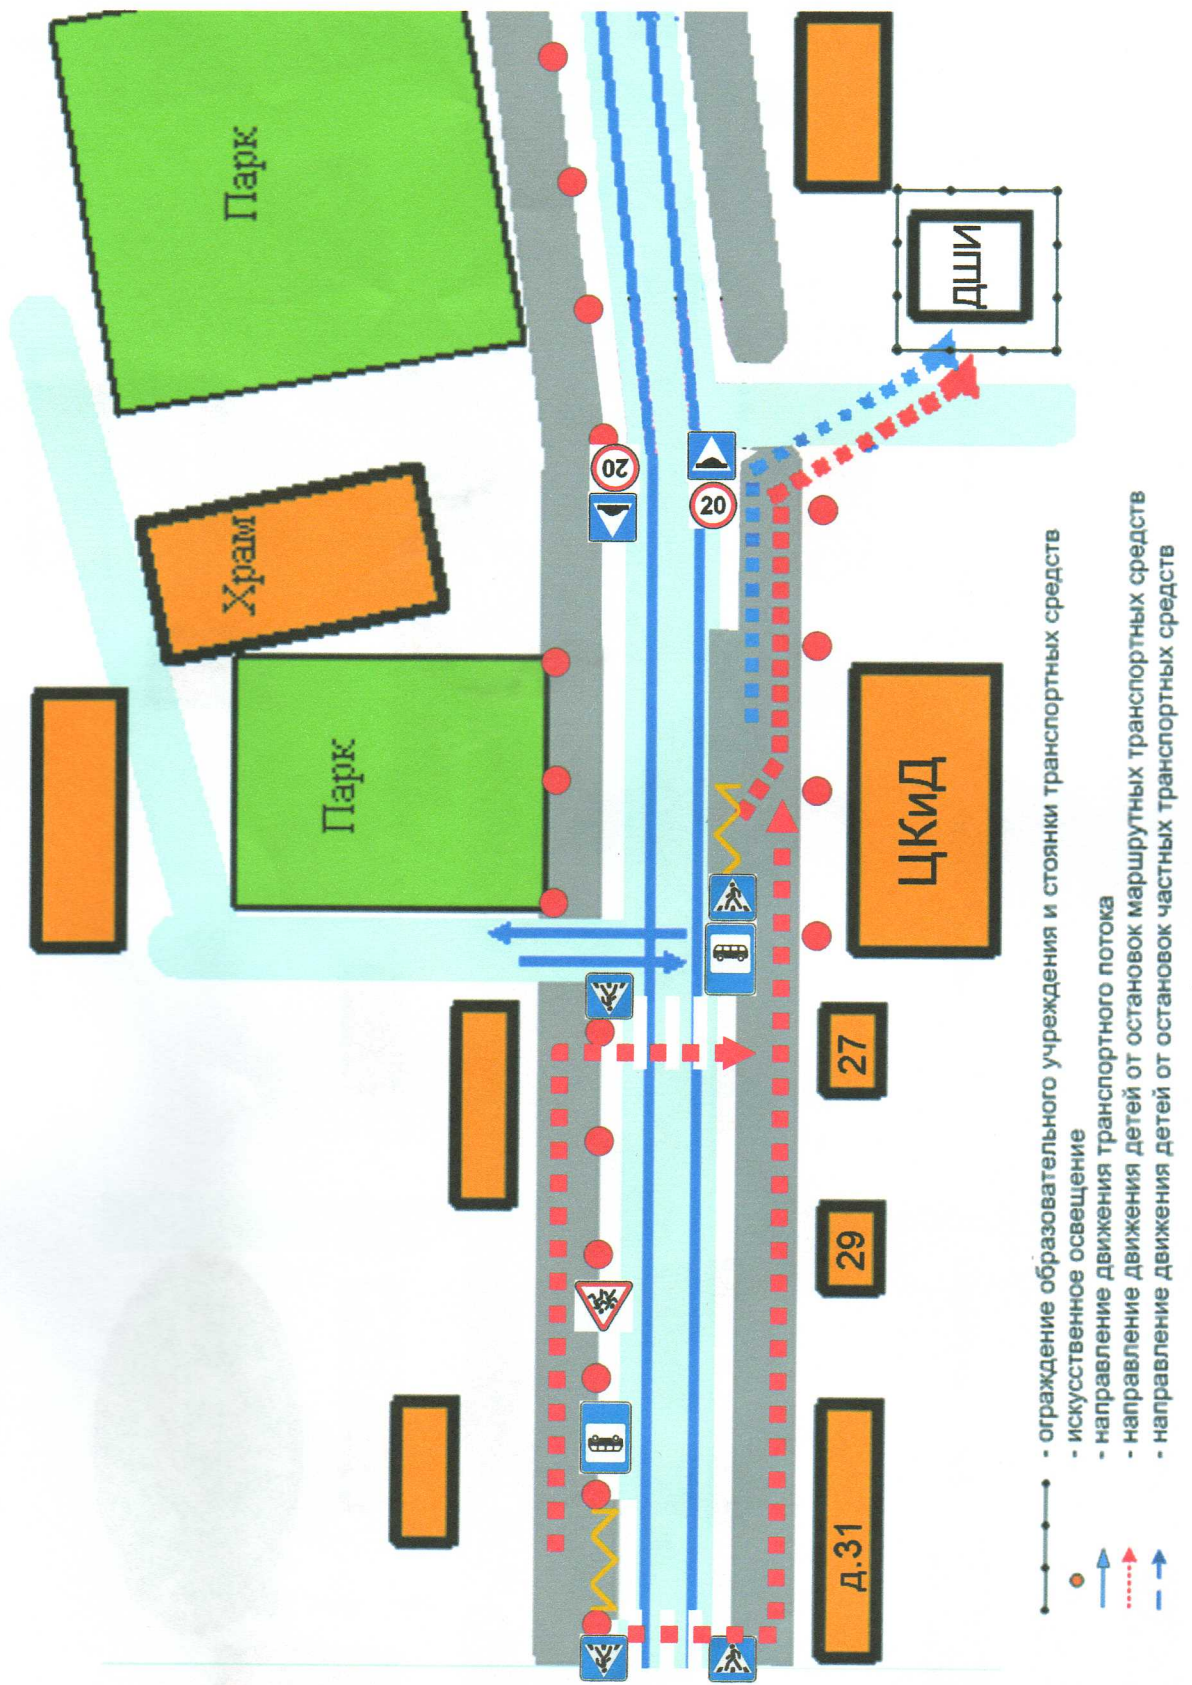 Парк
Храм
Парк
20
20
ДШИ
ЦКиД
27
29
д.31
- ограждение образовательного учреждения и стоянки транспортных средств
- искусственное освещение
- направление движения транспортного потока
- направление движения детей от остановок маршрутных транспортных средств
- направление движения детей от остановок частных транспортных средств